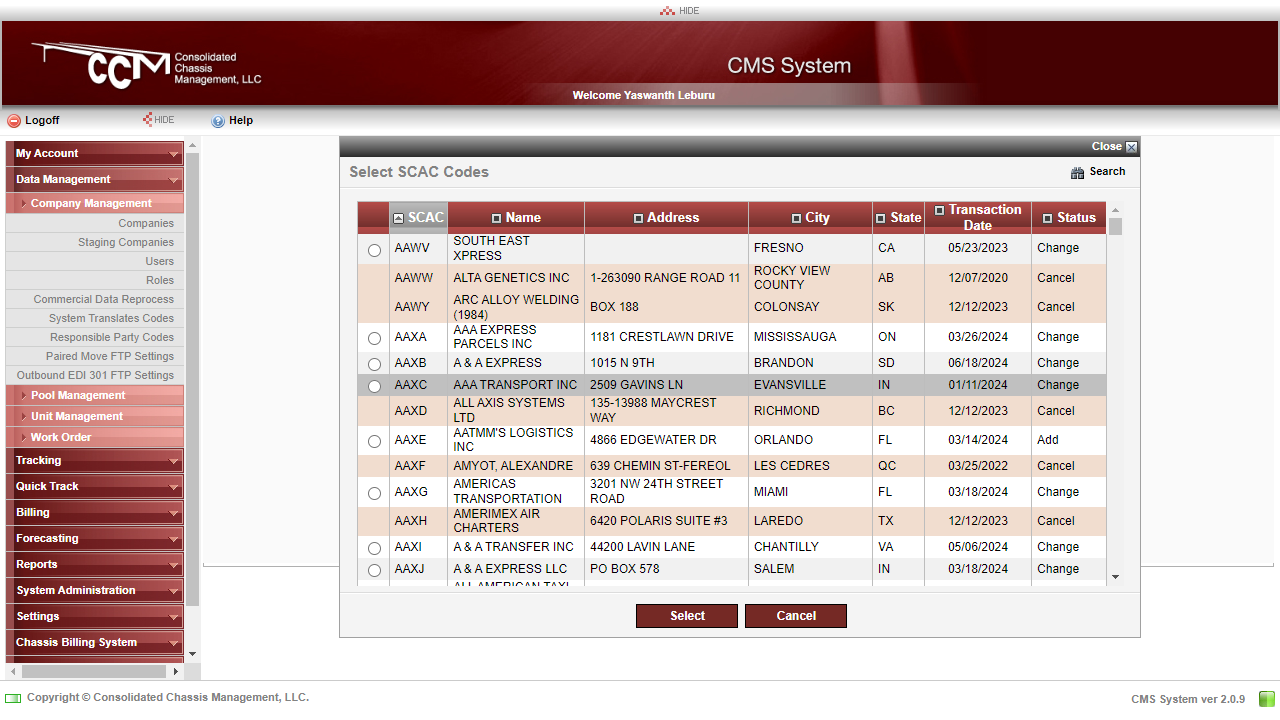 HIDE
CCM Consolidated
Chassis
Management, LLC
CMS System
Welcome Yaswanth Leburu
Logoff
HIDE
Help
My Account
Data Management
Company Management
Companies
Staging Companies
Users
Roles
Commercial Data Reprocess
System Translates Codes
Responsible Party Codes
Paired Move FTP Settings
Outbound EDI 301 FTP Settings
Pool Management
Unit Management
Work Order
Tracking
Quick Track
Billing
Forecasting
Reports
System Administration
Settings
Chassis Billing System
Close
Select SCAC Codes
Search
SCAC Name Address City State Transaction Date Status
AAWV SOUTH EAST XPRESS FRESNO CA 05/23/2023 Change
AAWW ALTA GENETICS INC 1-263090 RANGE ROAD 11 ROCKY VIEW COUNTY AB 12/07/2020 Cancel
AAWY ARC ALLOY WELDING (1984) BOX 188 COLONSAY SK 12/12/2023 Cancel
AAXA AAA EXPRESS PARCELS INC 1181 CRESTLAWN DRIVE MISSISSAUGA ON 03/26/2024 Change
AAXB A & A EXPRESS 1015 N 9TH BRANDON SD 06/18/2024 Change
AAXC AAA TRANSPORT INC 2509 GAVINS LN EVANSVILLE IN 01/11/2024 Change
AAXD ALL AXIS SYSTEMS LTD 135-13988 MAYCREST WAY RICHMOND BC 12/12/2023 Cancel
AAXE AATMM'S LOGISTICS INC 4866 EDGEWATER DR ORLANDO FL 03/14/2024 Add
AAXF AMYOT, ALEXANDRE 639 CHEMIN ST-FEREOL LES CEDRES QC 03/25/2022 Cancel
AAXG AMERICAS TRANSPORTATION 3201 NW 24TH STREET ROAD MIAMI FL 03/18/2024 Change
AAXH AMERIMEX AIR CHARTERS 6420 POLARIS SUITE #3 LAREDO TX 12/12/2023 Cancel
AAXI A & A TRANSFER INC 44200 LAVIN LANE CHANTILLY VA 05/06/2024 Change
AAXJ A & A EXPRESS LLC PO BOX 578 SALEM IN 03/18/2024 Change
ALL AMERICAN TAXI
Select
Cancel
Copyright © Consolidated Chassis Management, LLC.
CMS System ver 2.0.9